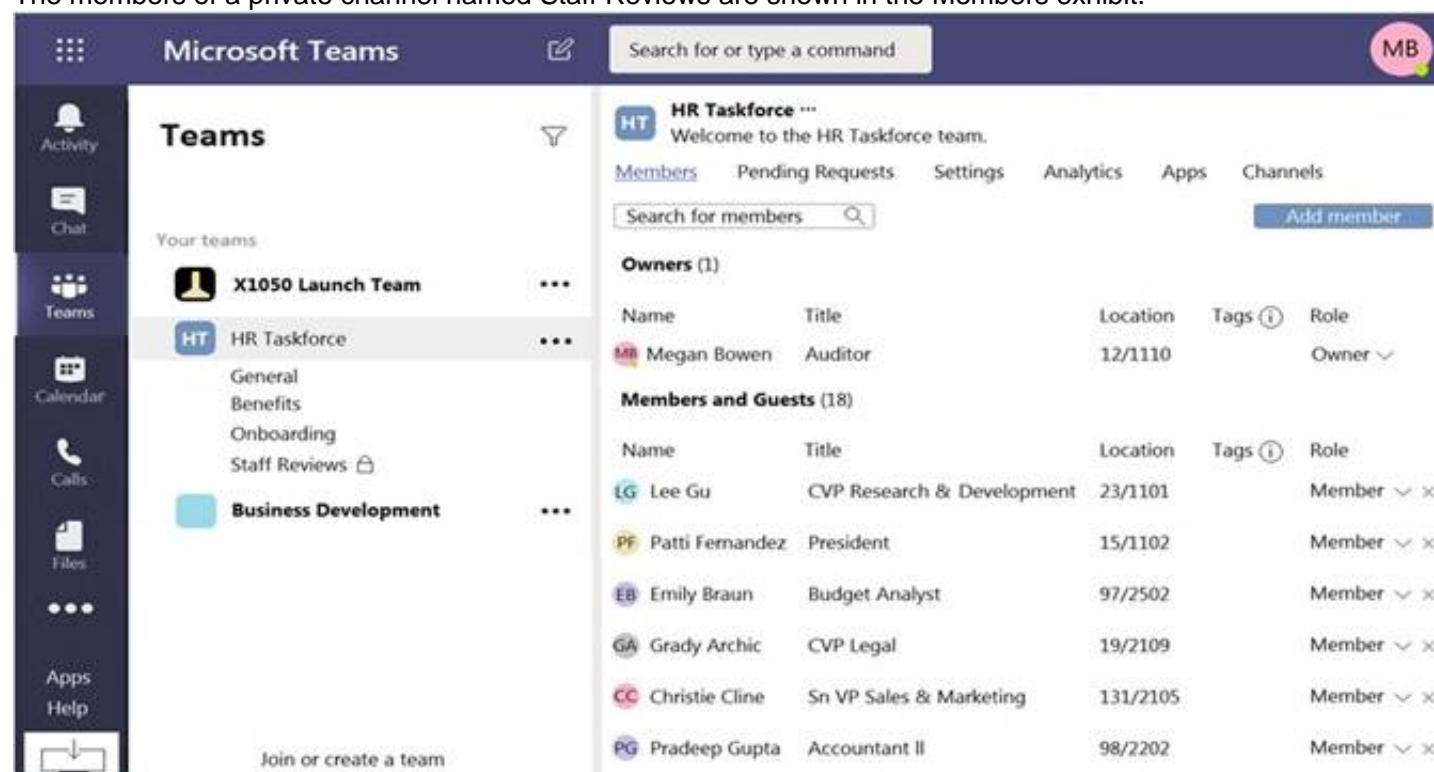 The members of a private channel named Staff Reviews are shown in the Members exhibit.
Microsoft Teams
Search for or type a command
MB
Activity
Chat
Teams
Calendar
Calls
Files
Apps
Help
Teams
Your teams
X1050 Launch Team
HT HR Taskforce
General
Benefits
Onboarding
Staff Reviews
Business Development
Join or create a team
HT HR Taskforce ...
Welcome to the HR Taskforce team.
Members Pending Requests Settings Analytics Apps Channels
Search for members Add member
Owners (1)
Name Title Location Tags Role
MB Megan Bowen Auditor 12/1110 Owner
Members and Guests (18)
Name Title Location Tags Role
LG Lee Gu CVP Research & Development 23/1101 Member
PF Patti Fernandez President 15/1102 Member
EB Emily Braun Budget Analyst 97/2502 Member
GA Grady Archic CVP Legal 19/2109 Member
CC Christie Cline Sn VP Sales & Marketing 131/2105 Member
PG Pradeep Gupta Accountant II 98/2202 Member